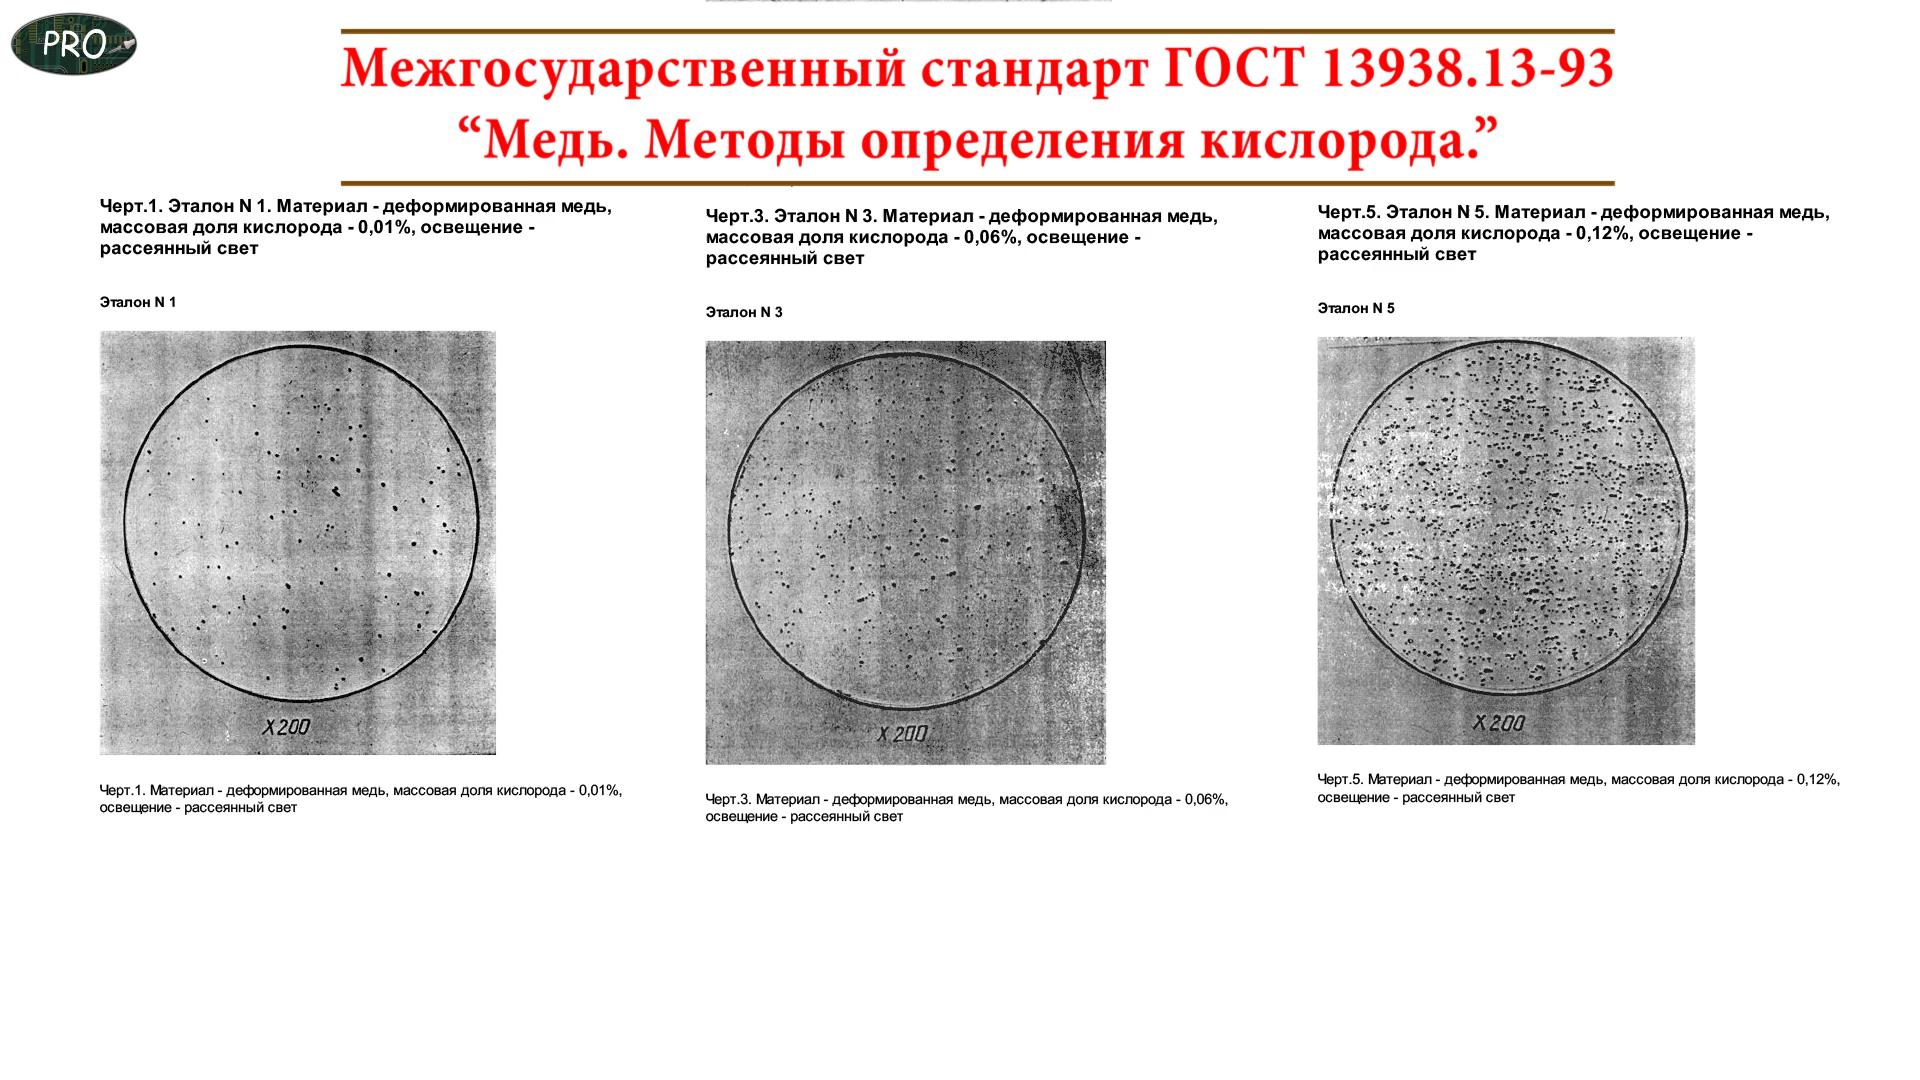 PRO
Межгосударственный стандарт ГОСТ 13938.13-93
“Медь. Методы определения кислорода.”
Черт.1. Эталон N 1. Материал - деформированная медь,
массовая доля кислорода - 0,01%, освещение -
рассеянный свет
Эталон N 1
X200
Черт.1. Материал - деформированная медь, массовая доля кислорода - 0,01%,
освещение - рассеянный свет
Черт.3. Эталон N 3. Материал - деформированная медь,
массовая доля кислорода - 0,06%, освещение -
рассеянный свет
Эталон N 3
X200
Черт.3. Материал - деформированная медь, массовая доля кислорода - 0,06%,
освещение - рассеянный свет
Черт.5. Эталон N 5. Материал - деформированная медь,
массовая доля кислорода - 0,12%, освещение -
рассеянный свет
Эталон N 5
X200
Черт.5. Материал - деформированная медь, массовая доля кислорода - 0,12%,
освещение - рассеянный свет